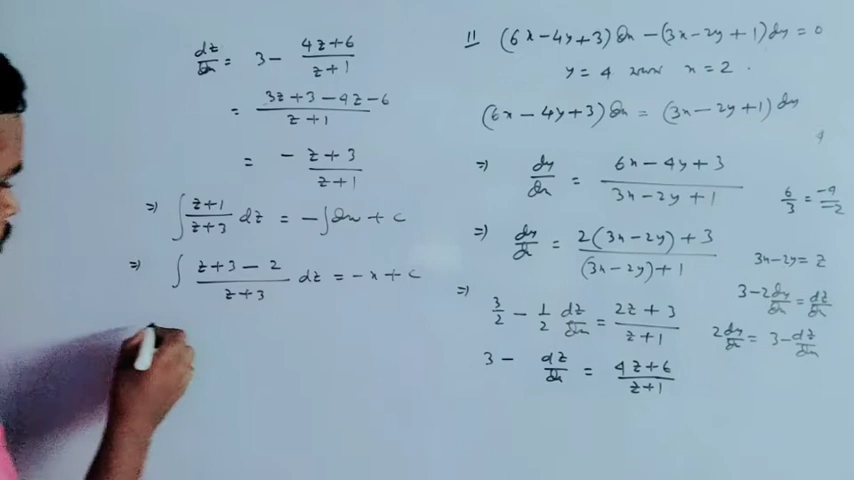 11 (6x-4y+3)dx-(3x-2y+1)dy=0
y=4 when x=2.
(6x-4y+3)dx=(3x-2y+1)dy
=> dy/dx = (6x-4y+3)/(3x-2y+1)
6/3 = -4/-2
=> dy/dx = (2(3x-2y)+3)/((3x-2y)+1)
3x-2y=z
3-2dy/dx=dz/dx
2dy/dx=3-dz/dx
=> 3/2 - 1/2 dz/dx = (2z+3)/(z+1)
3- dz/dx = (4z+6)/(z+1)
dz/dx = 3- (4z+6)/(z+1)
= (3z+3-4z-6)/(z+1)
= - (z+3)/(z+1)
=> ∫(z+1)/(z+3) dz = -∫dx+c
=> ∫ (z+3-2)/(z+3) dz = -x+c